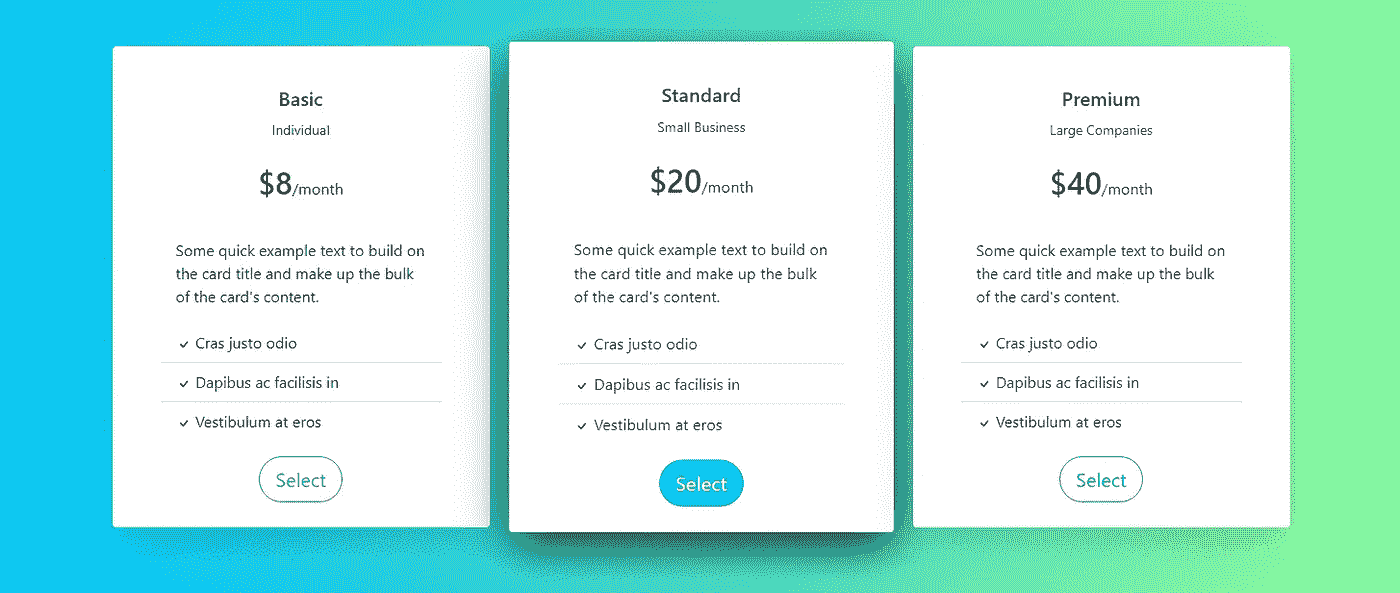 Basic
Individual
$8/month
Some quick example text to build on
the card title and make up the bulk
of the card's content.
Cras justo odio
Dapibus ac facilisis in
Vestibulum at eros
Select
Standard
Small Business
$20/month
Some quick example text to build on
the card title and make up the bulk
of the card's content.
Cras justo odio
Dapibus ac facilisis in
Vestibulum at eros
Select
Premium
Large Companies
$40/month
Some quick example text to build on
the card title and make up the bulk
of the card's content.
Cras justo odio
Dapibus ac facilisis in
Vestibulum at eros
Select